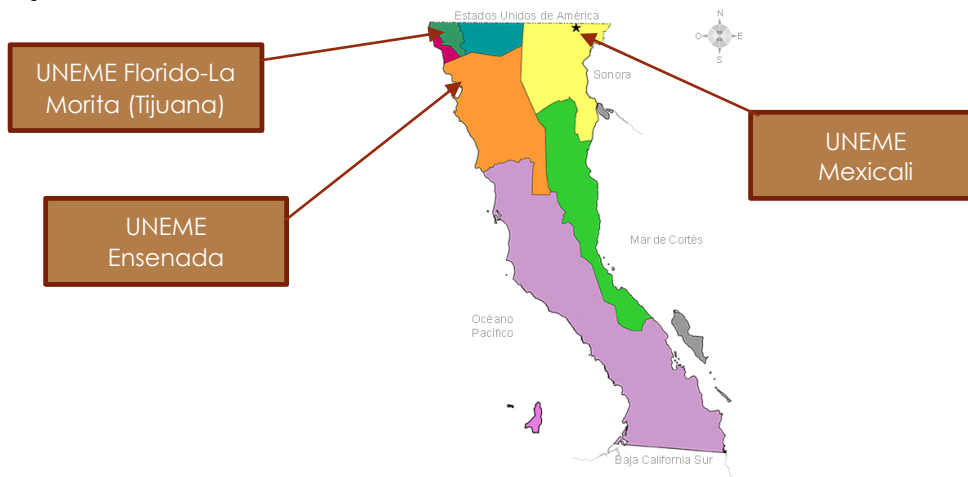 Estados Unidos de América
N
O
E
S
UNEME Florido-La
Morita (Tijuana)
Sonora
UNEME
Mexicali
UNEME
Ensenada
Mar de Cortés
Océano
Pacífico
Baja California Sur